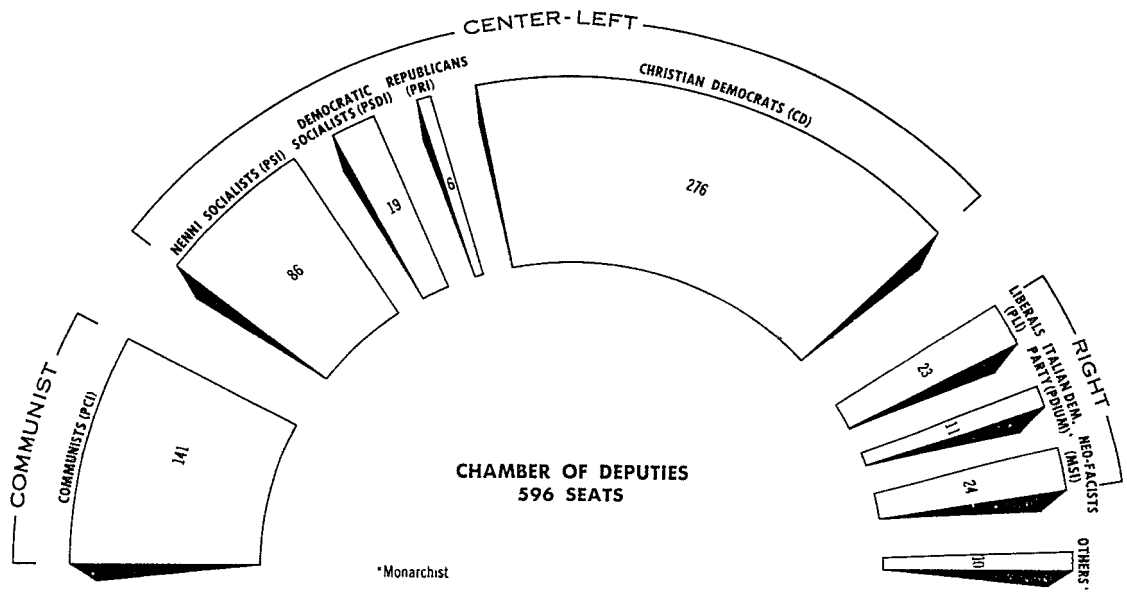 CENTER-LEFT
COMMUNIST
RIGHT
COMMUNISTS (PCI)
141
NENNI SOCIALISTS (PSI)
86
DEMOCRATIC
SOCIALISTS (PSDI)
19
REPUBLICANS
(PRI)
6
CHRISTIAN DEMOCRATS (CD)
276
LIBERALS
(PLI)
23
ITALIAN DEM.
PARTY (PDIUM)*
11
NEO-FACISTS
(MSI)
24
OTHERS*
10
CHAMBER OF DEPUTIES
596 SEATS
*Monarchist